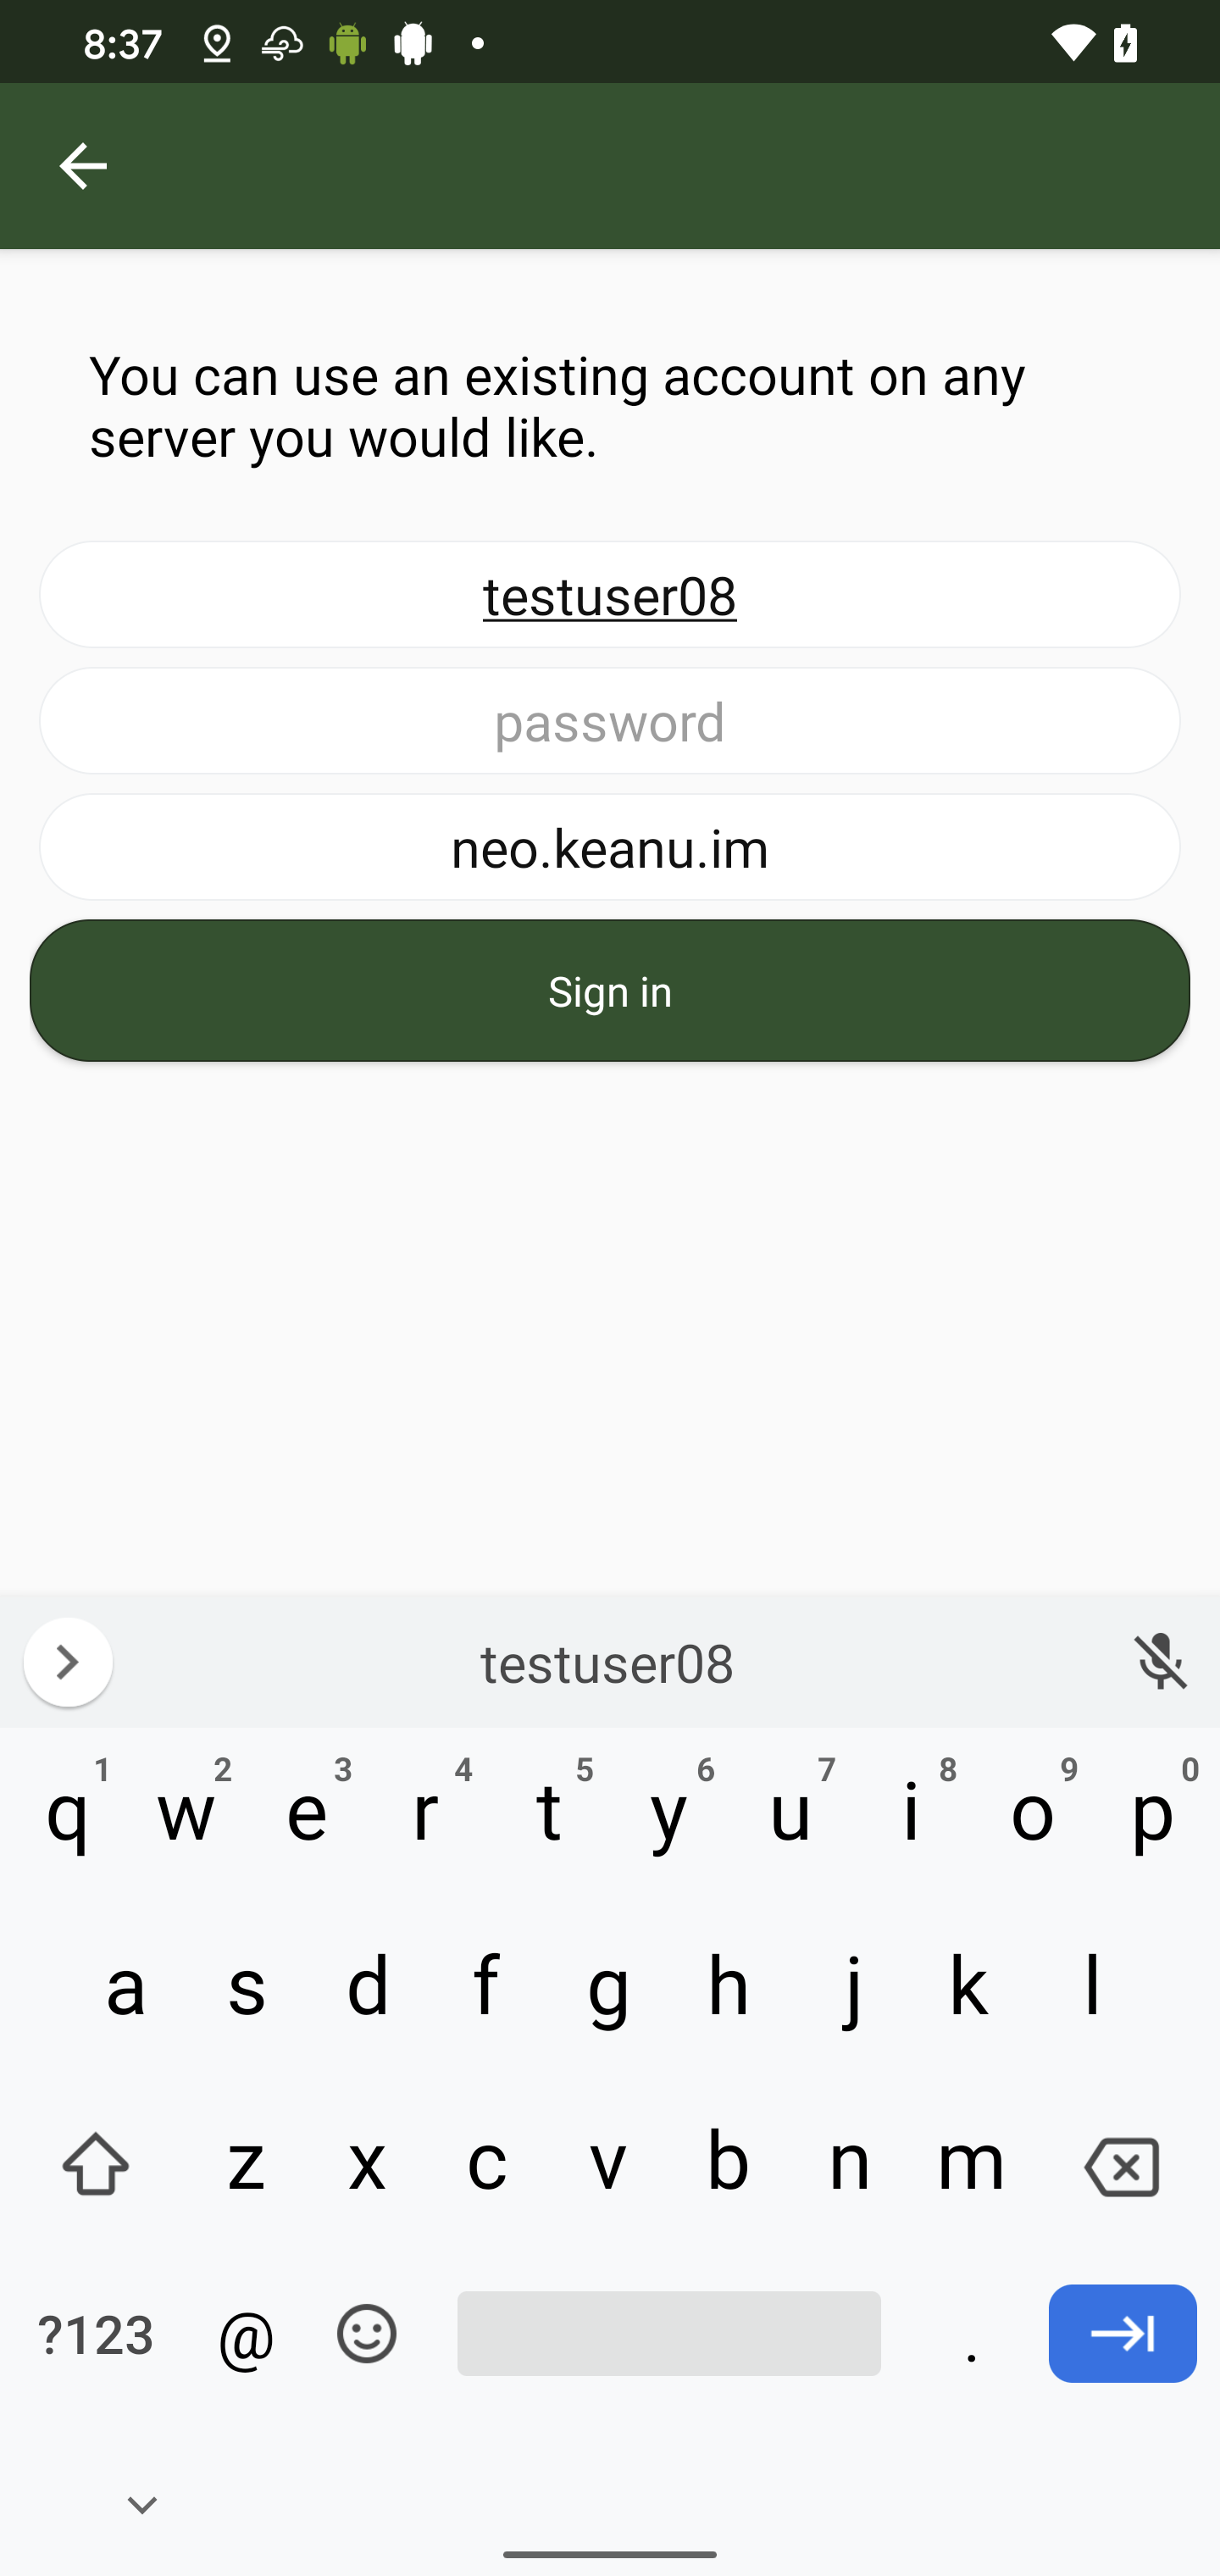 8:37
You can use an existing account on any
server you would like.
testuser08
password
neo.keanu.im
Sign in
testuser08
1 2 3 4 5 6 7 8 9 0
q w e r t y u i o p
a s d f g h j k l
z x c v b n m
?123 @ .